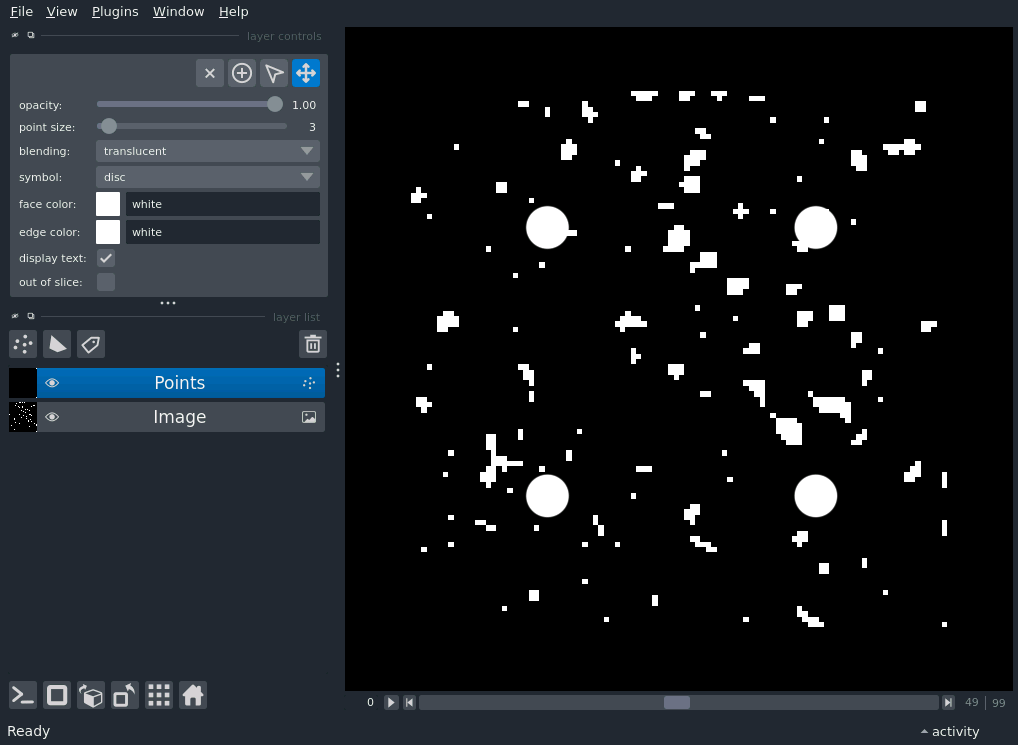 File View Plugins Window Help
layer controls
opacity: 1.00
point size: 3
blending: translucent
symbol: disc
face color: white
edge color: white
display text:
out of slice:
layer list
Points
Image
0 49 99
Ready activity